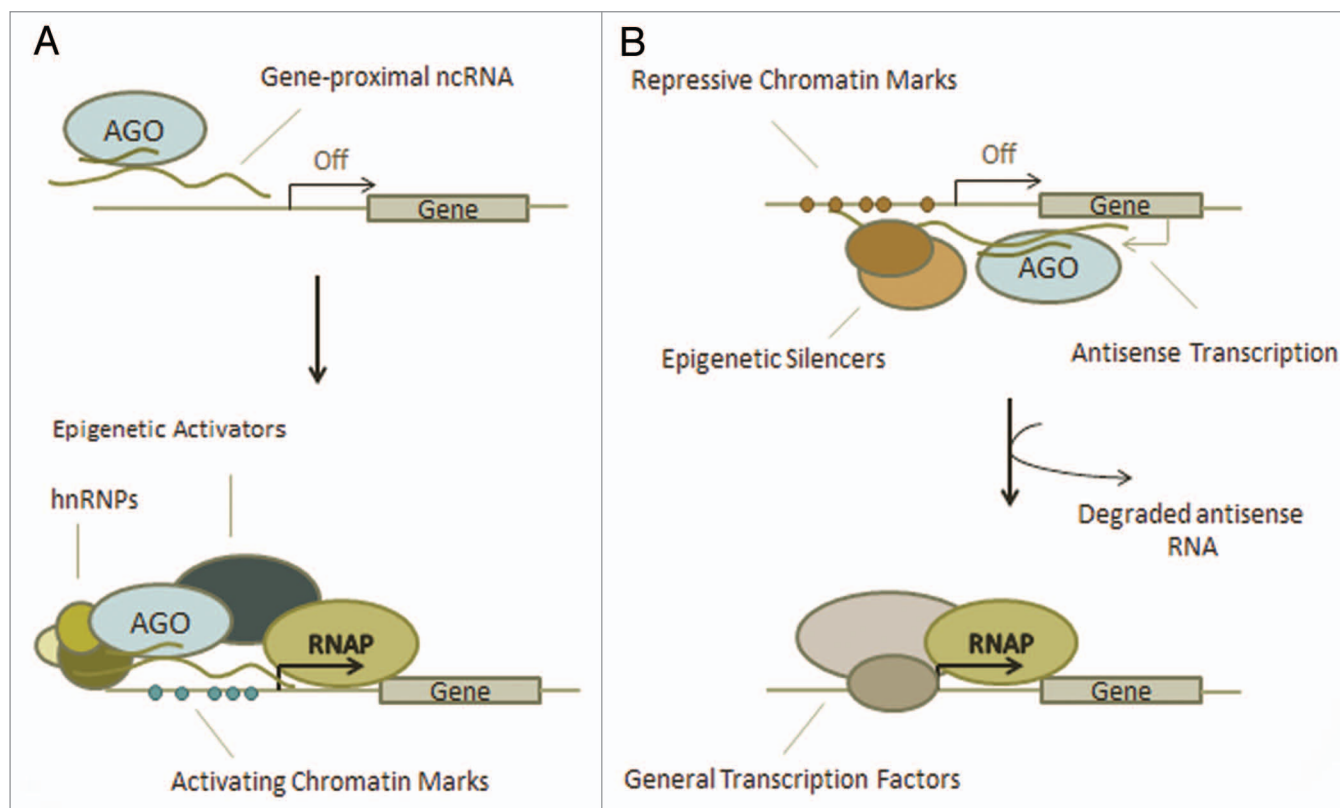 A
Gene-proximal ncRNA
AGO
Off
Gene
Epigenetic Activators
hnRNPs
AGO
RNAP
Gene
Activating Chromatin Marks
B
Repressive Chromatin Marks
Off
Gene
AGO
Epigenetic Silencers
Antisense Transcription
Degraded antisense
RNA
RNAP
Gene
General Transcription Factors